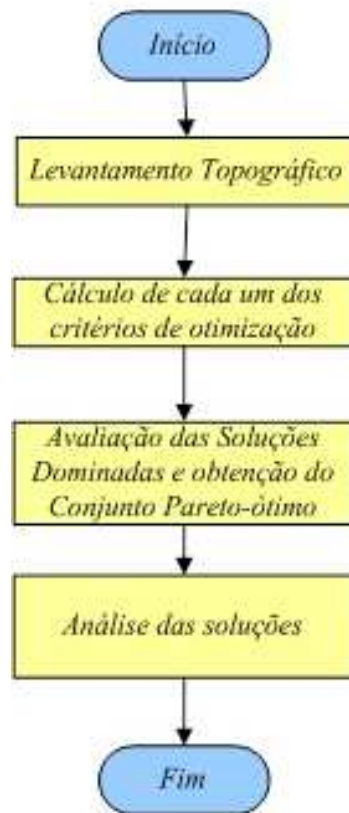 Início
Levantamento Topográfico
Cálculo de cada um dos
critérios de otimização
Avaliação das Soluções
Dominadas e obtenção do
Conjunto Pareto-òtimo
Análise das soluções
Fim